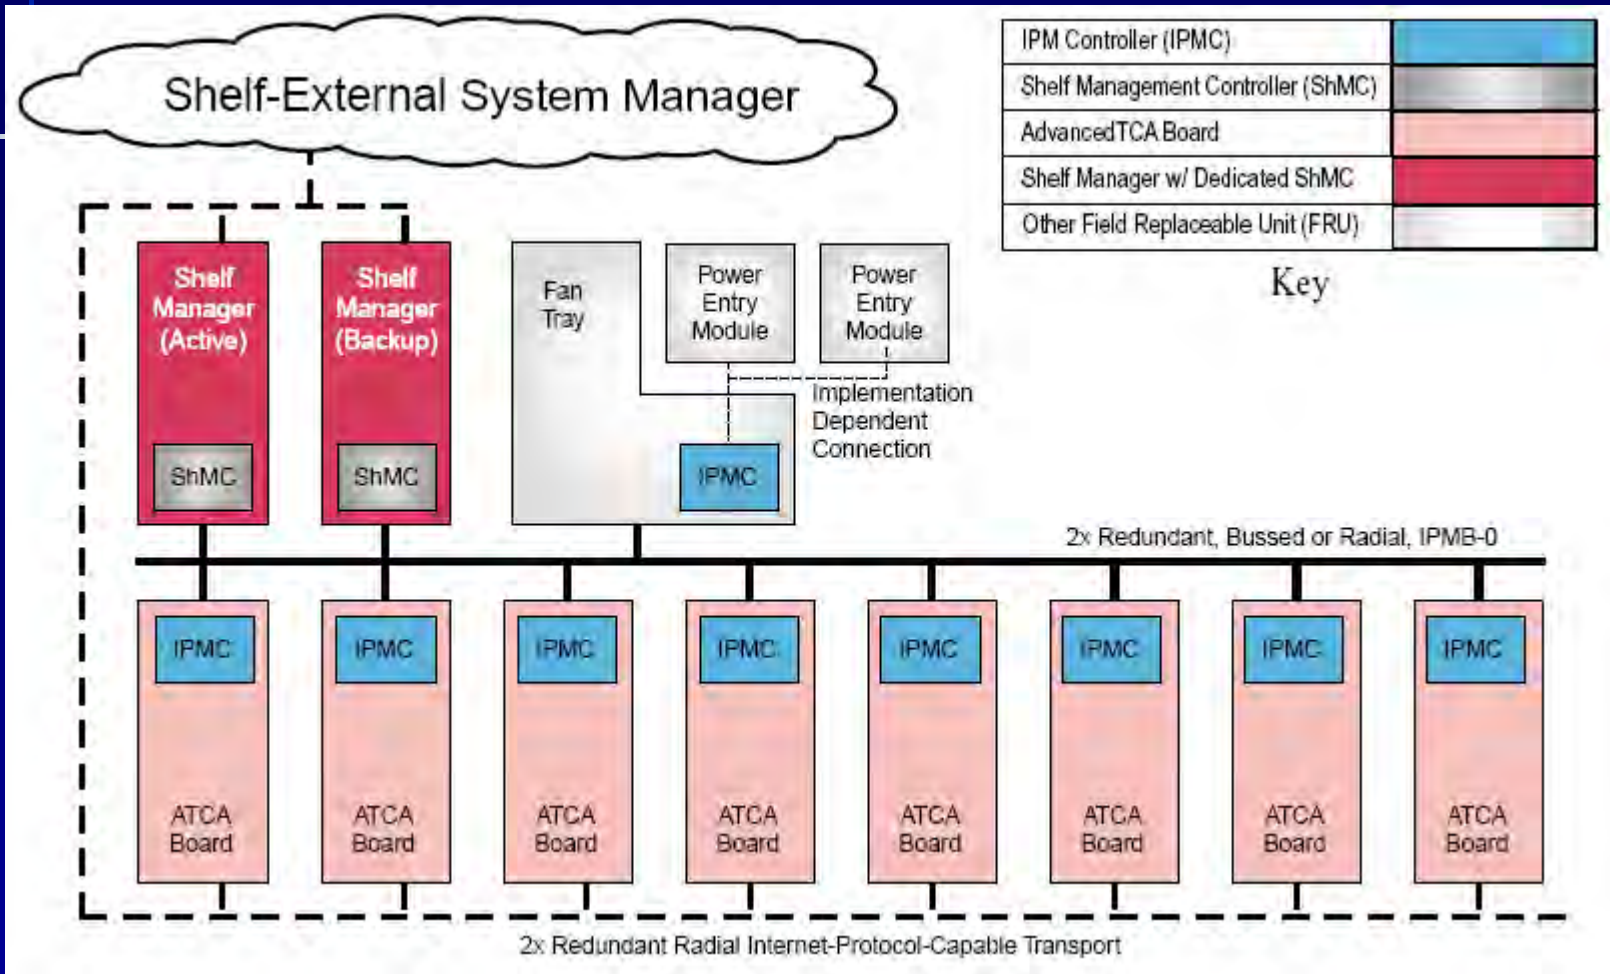 Shelf-External System Manager
IPM Controller (IPMC)
Shelf Management Controller (ShMC)
AdvancedTCA Board
Shelf Manager w/ Dedicated ShMC
Other Field Replaceable Unit (FRU)
Key
Shelf
Manager
(Active)
ShMC
Shelf
Manager
(Backup)
ShMC
Fan
Tray
Power
Entry
Module
Power
Entry
Module
Implementation
Dependent
Connection
IPMC
2x Redundant, Bussed or Radial, IPMB-0
IPMC
ATCA
Board
IPMC
ATCA
Board
IPMC
ATCA
Board
IPMC
ATCA
Board
IPMC
ATCA
Board
IPMC
ATCA
Board
IPMC
ATCA
Board
IPMC
ATCA
Board
2x Redundant Radial Internet-Protocol-Capable Transport